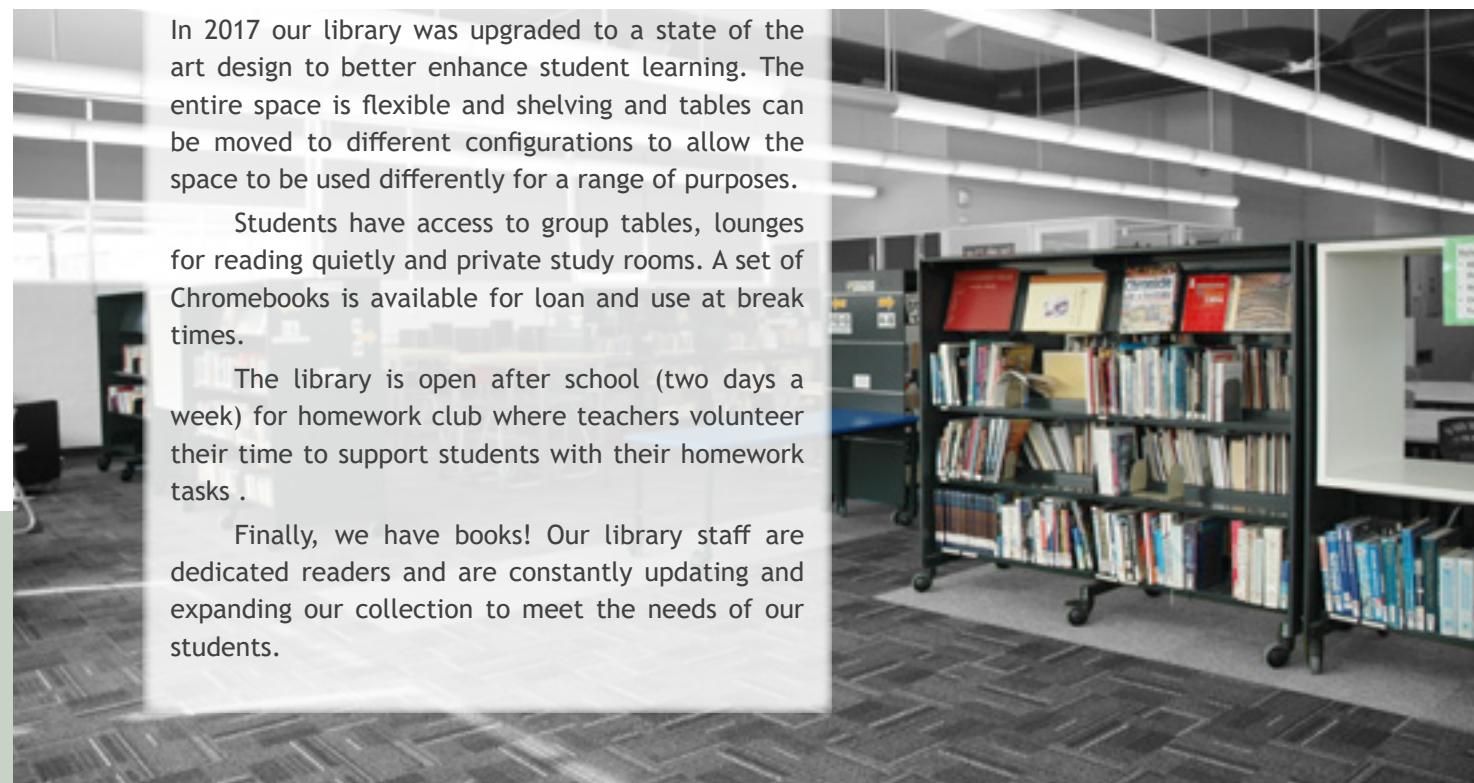 In 2017 our library was upgraded to a state of the
art design to better enhance student learning. The
entire space is flexible and shelving and tables can
be moved to different configurations to allow the
space to be used differently for a range of purposes.
Students have access to group tables, lounges
for reading quietly and private study rooms. A set of
Chromebooks is available for loan and use at break
times.
The library is open after school (two days a
week) for homework club where teachers volunteer
their time to support students with their homework
tasks .
Finally, we have books! Our library staff are
dedicated readers and are constantly updating and
expanding our collection to meet the needs of our
students.
Chronicle